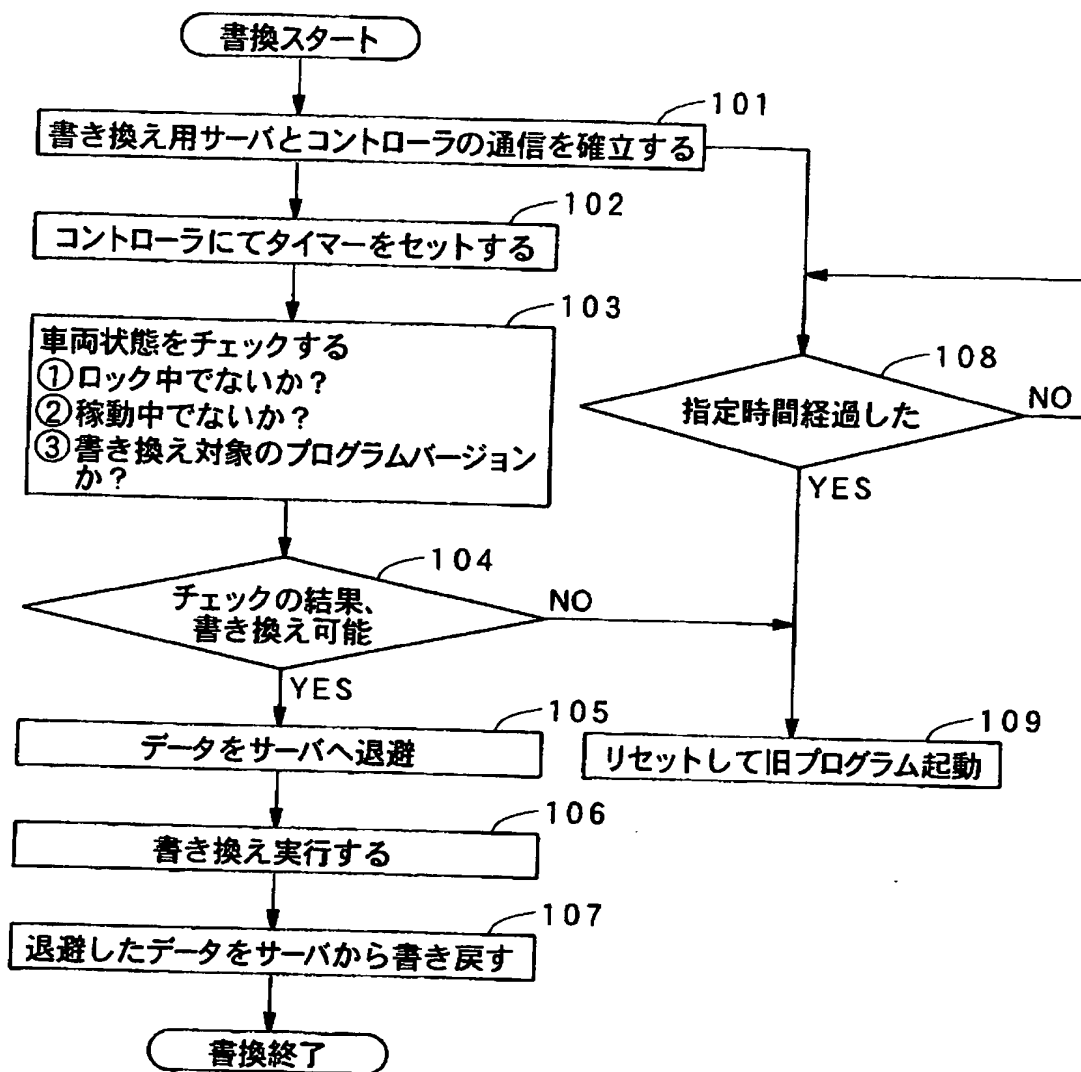 書換スタート
101
書き換え用サーバとコントローラの通信を確立する
102
コントローラにてタイマーをセットする
103
車両状態をチェックする
①ロック中でないか?
②稼動中でないか?
③書き換え対象のプログラムバージョン
か?
104
チェックの結果、
書き換え可能
NO
YES
105
データをサーバへ退避
106
書き換え実行する
107
退避したデータをサーバから書き戻す
書換終了
108
指定時間経過した
NO
YES
109
リセットして旧プログラム起動